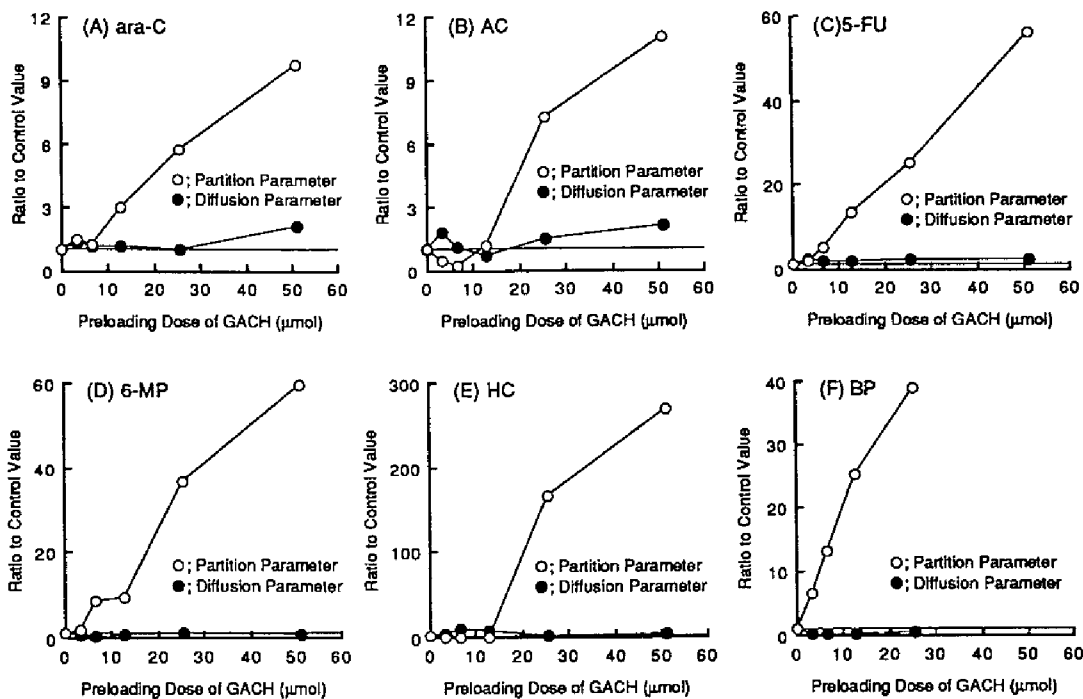 (A) ara-C
12
9
6
3
0
Ratio to Control Value
○; Partition Parameter
●; Diffusion Parameter
0 10 20 30 40 50 60
Preloading Dose of GACH (μmol)
(B) AC
12
9
6
3
0
Ratio to Control Value
○; Partition Parameter
●; Diffusion Parameter
0 10 20 30 40 50 60
Preloading Dose of GACH (μmol)
(C)5-FU
60
40
20
0
Ratio to Control Value
○; Partition Parameter
●; Diffusion Parameter
0 10 20 30 40 50 60
Preloading Dose of GACH (μmol)
(D) 6-MP
60
40
20
0
Ratio to Control Value
○; Partition Parameter
●; Diffusion Parameter
0 10 20 30 40 50 60
Preloading Dose of GACH (μmol)
(E) HC
300
200
100
0
Ratio to Control Value
○; Partition Parameter
●; Diffusion Parameter
0 10 20 30 40 50 60
Preloading Dose of GACH (μmol)
(F) BP
40
30
20
10
0
Ratio to Control Value
○; Partition Parameter
●; Diffusion Parameter
0 10 20 30 40 50 60
Preloading Dose of GACH (μmol)